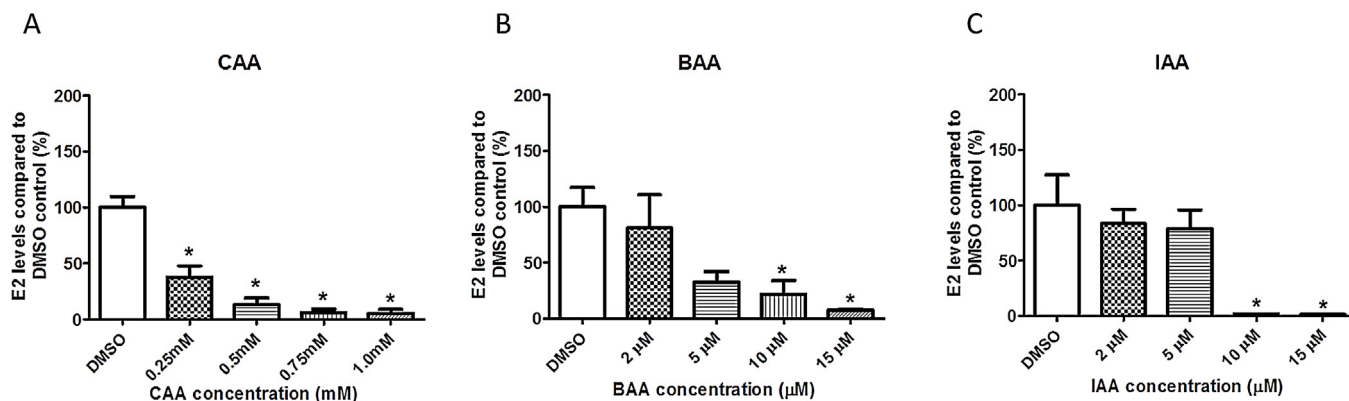 A
CAA
E2 levels compared to
DMSO control (%)
200
150
100
50
0
*
*
*
*
DMSO
0.25mM
0.5mM
0.75mM
1.0mM
CAA concentration (mM)
B
BAA
E2 levels compared to
DMSO control (%)
200
150
100
50
0
*
*
DMSO
2 μM
5 μM
10 μM
15 μM
BAA concentration (μM)
C
IAA
E2 levels compared to
DMSO control (%)
200
150
100
50
0
*
*
DMSO
2 μM
5 μM
10 μM
15 μM
IAA concentration (μM)